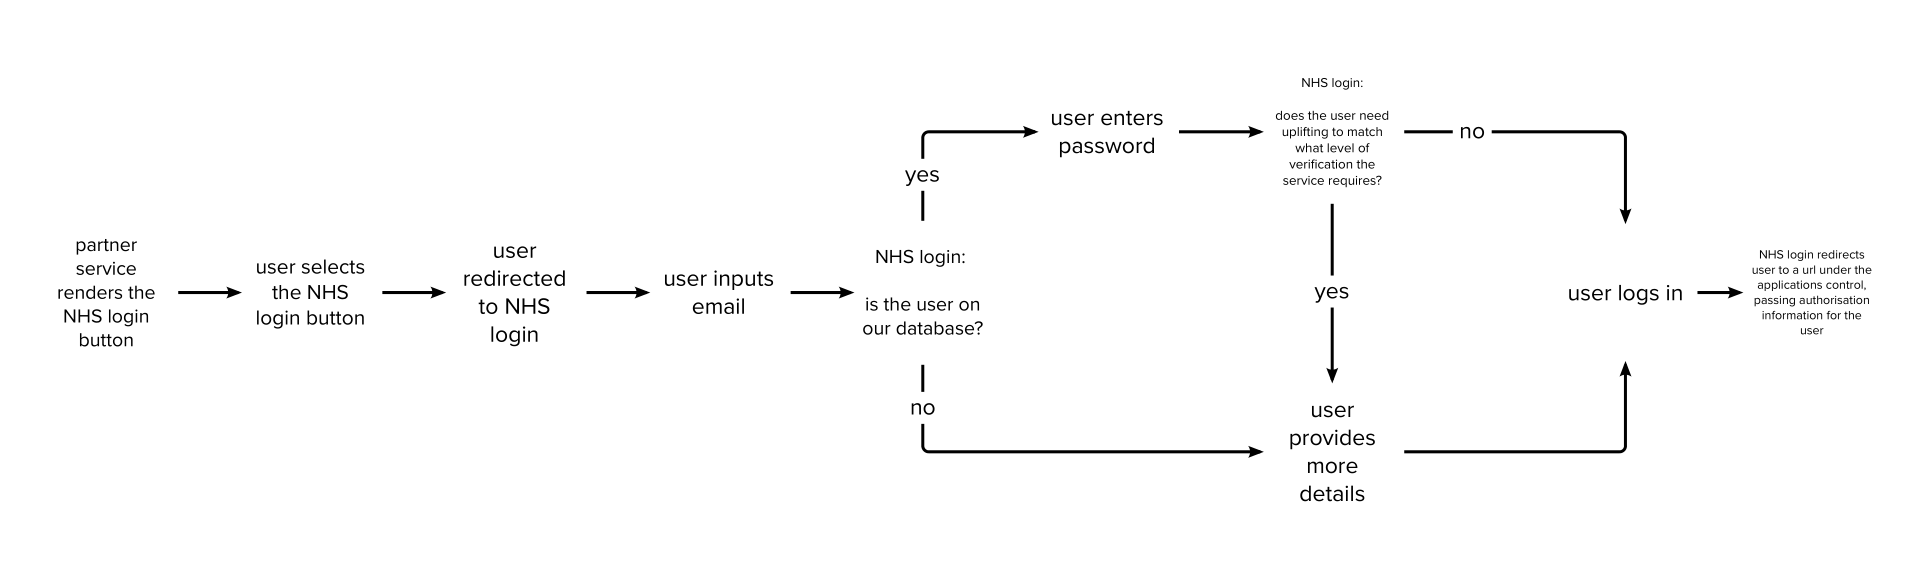 partner
service
renders the
NHS login
button
user selects
the NHS
login button
user
redirected
to NHS
login
user inputs
email
NHS login:
is the user on
our database?
yes
user enters
password
NHS login:
does the user need
uplifting to match
what level of
verification the
service requires?
no
yes
no
user
provides
more
details
user logs in
NHS login redirects
user to a url under the
applications control,
passing authorisation
information for the
user